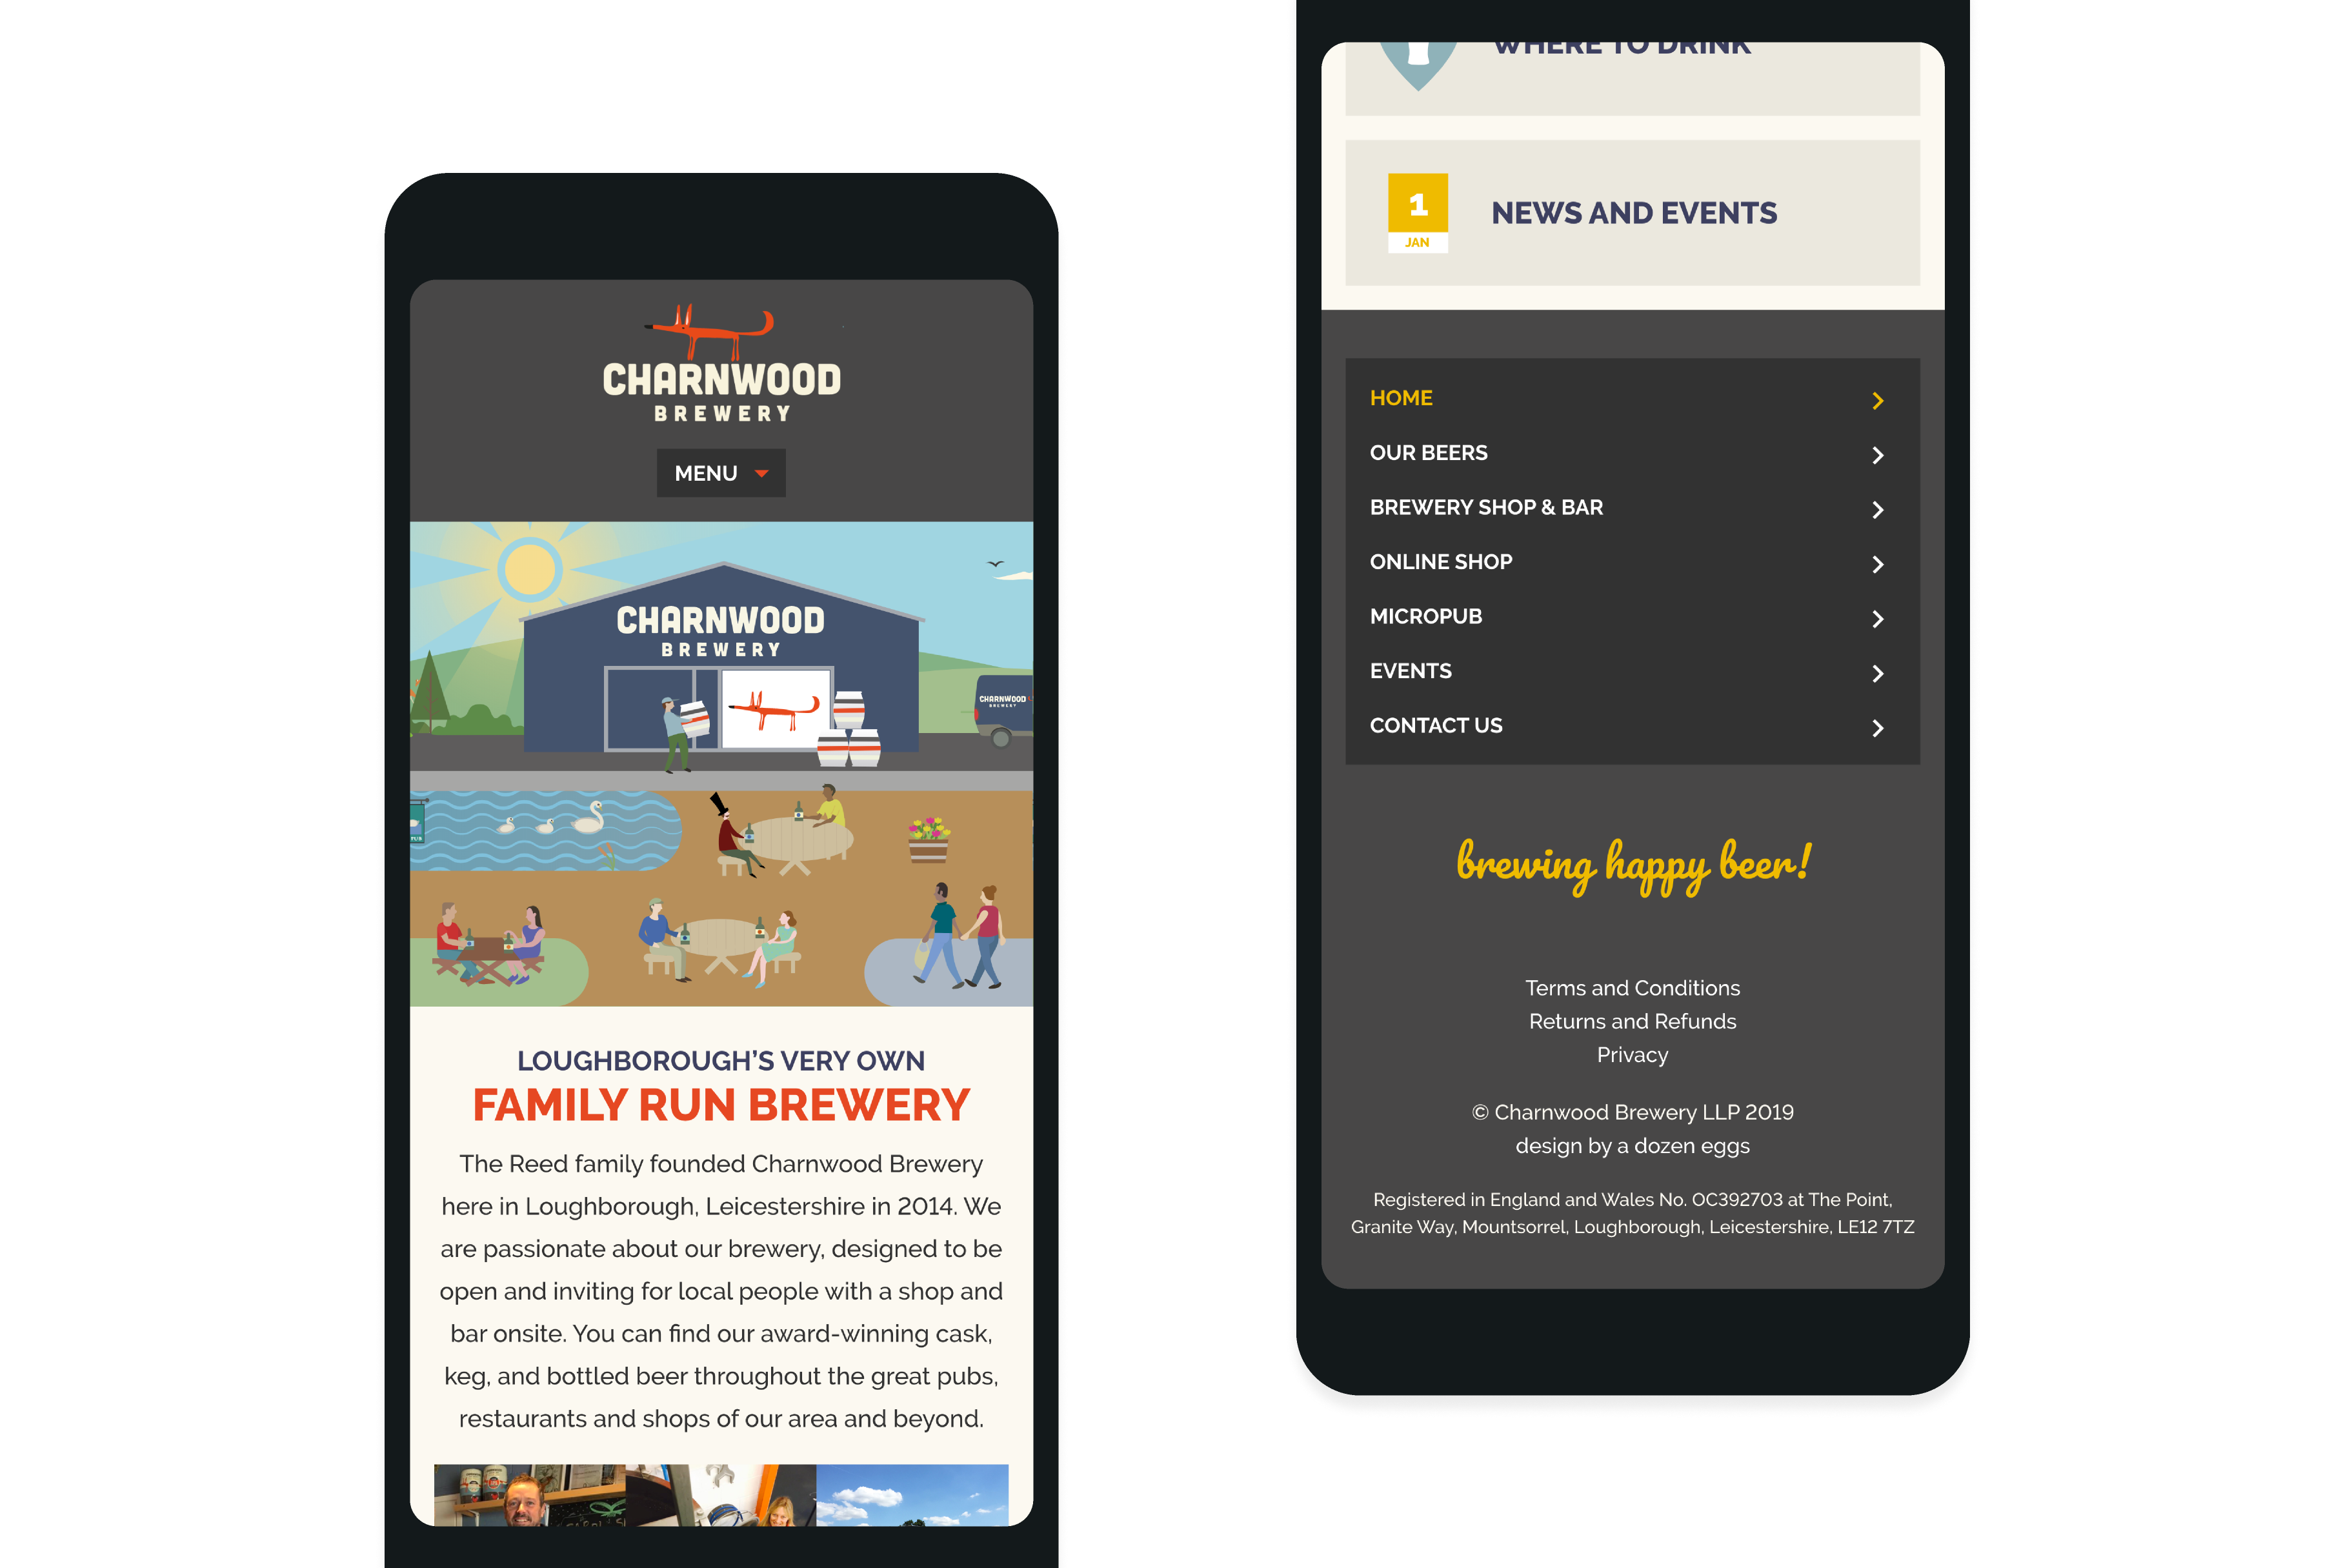 CHARNWOOD
BREWERY
MENU
CHARNWOOD
BREWERY
CHARNWOOD
BREWERY
PUB
LOUGHBOROUGH’S VERY OWN
FAMILY RUN BREWERY
The Reed family founded Charnwood Brewery
here in Loughborough, Leicestershire in 2014. We
are passionate about our brewery, designed to be
open and inviting for local people with a shop and
bar onsite. You can find our award-winning cask,
keg, and bottled beer throughout the great pubs,
restaurants and shops of our area and beyond.
WHERE TO DRINK
1
JAN
NEWS AND EVENTS
HOME
OUR BEERS
BREWERY SHOP & BAR
ONLINE SHOP
MICROPUB
EVENTS
CONTACT US
brewing happy beer!
Terms and Conditions
Returns and Refunds
Privacy
© Charnwood Brewery LLP 2019
design by a dozen eggs
Registered in England and Wales No. OC392703 at The Point,
Granite Way, Mountsorrel, Loughborough, Leicestershire, LE12 7TZ